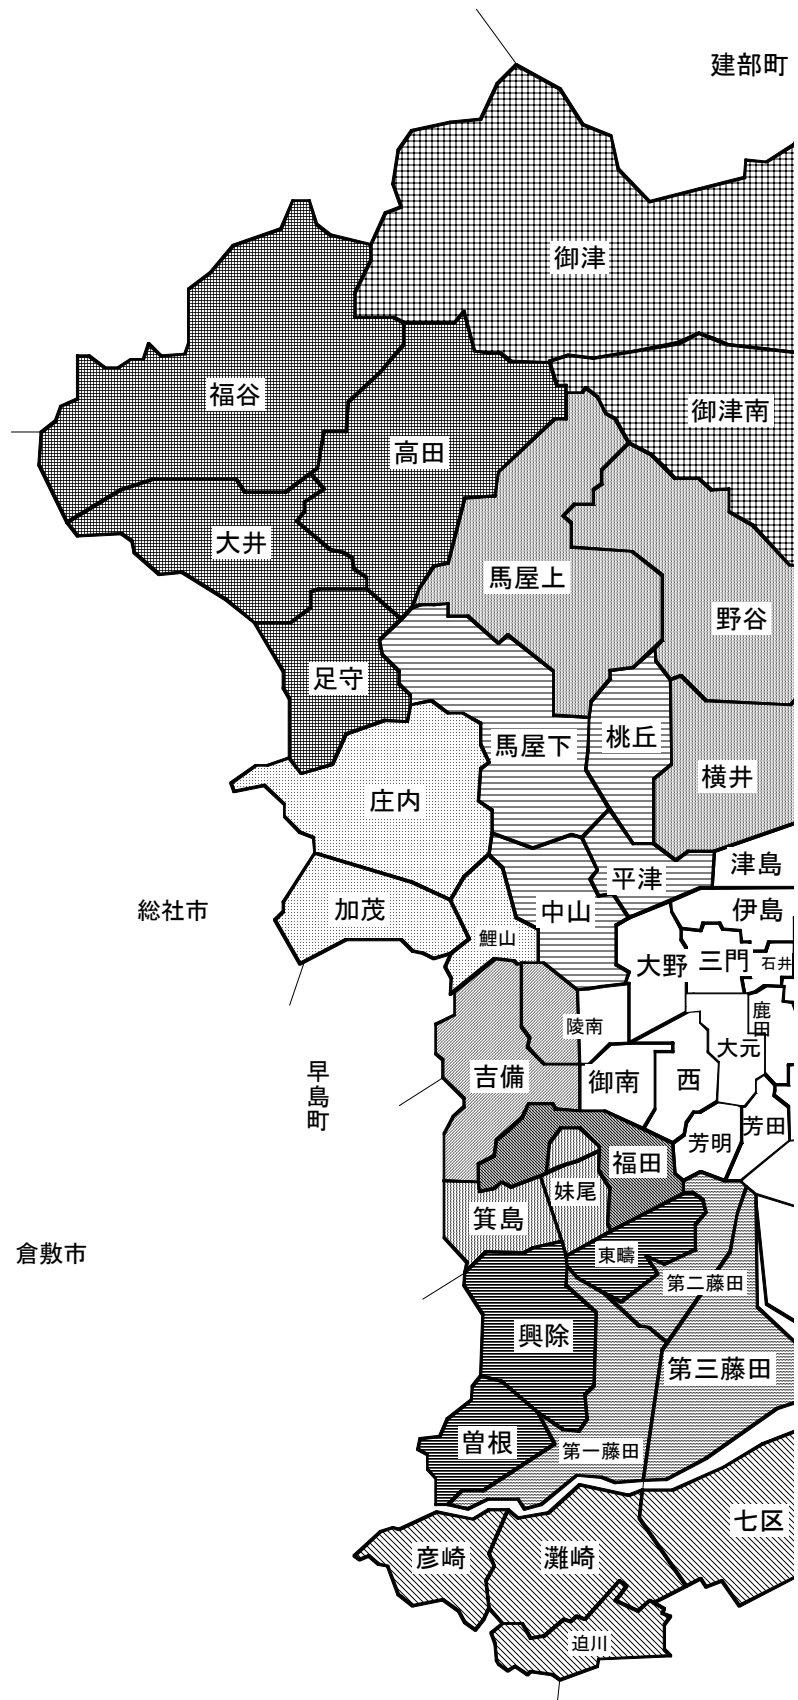 建部町
御津
福谷
御津南
高田
大井
馬屋上
野谷
足守
馬屋下
桃丘
横井
庄内
津島
平津
総社市
加茂
中山
伊島
鯉山
大野
三門
石井
陵南
鹿田
大元
吉備
御南
西
早島町
芳明
芳田
福田
妹尾
箕島
倉敷市
東疇
第二藤田
興除
第三藤田
曽根
第一藤田
七区
彦崎
灘崎
迫川